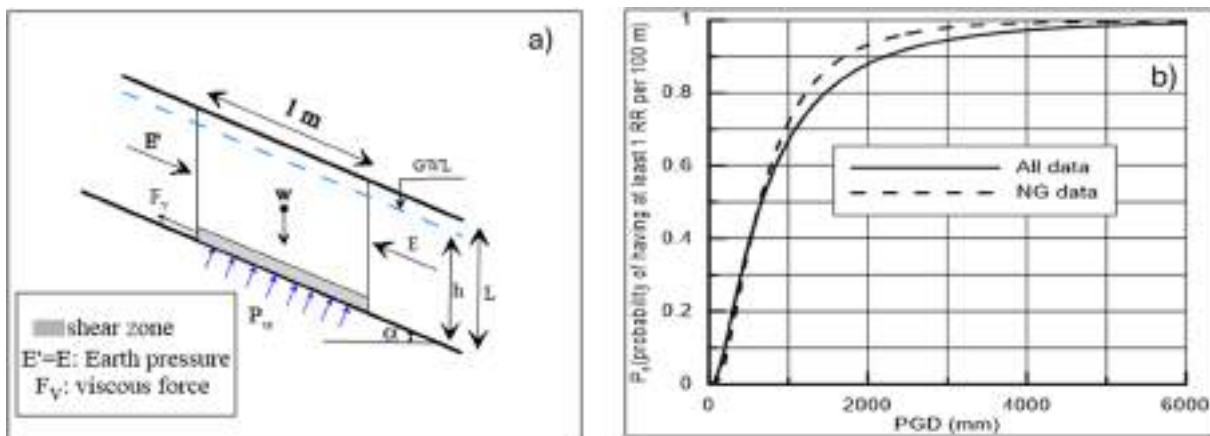 a)
l m
E'
GWL
F_v
w
E
h
L
P_w
α
shear zone
E'=E: Earth pressure
F_V: viscous force
b)
P_f(probability of having at least 1 RR per 100 m)
1
0.8
0.6
0.4
0.2
0
All data
NG data
0 2000 4000 6000
PGD (mm)